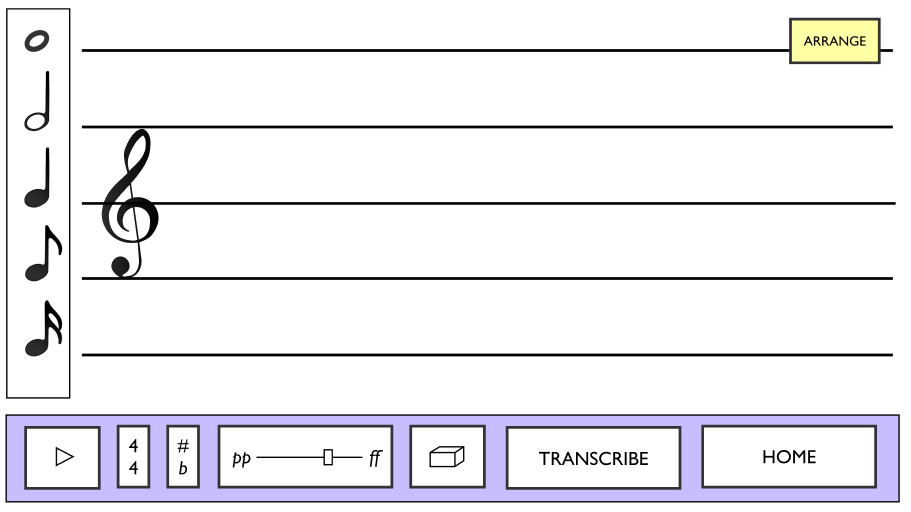 ARRANGE
4
4
#
b
pp ff
TRANSCRIBE
HOME